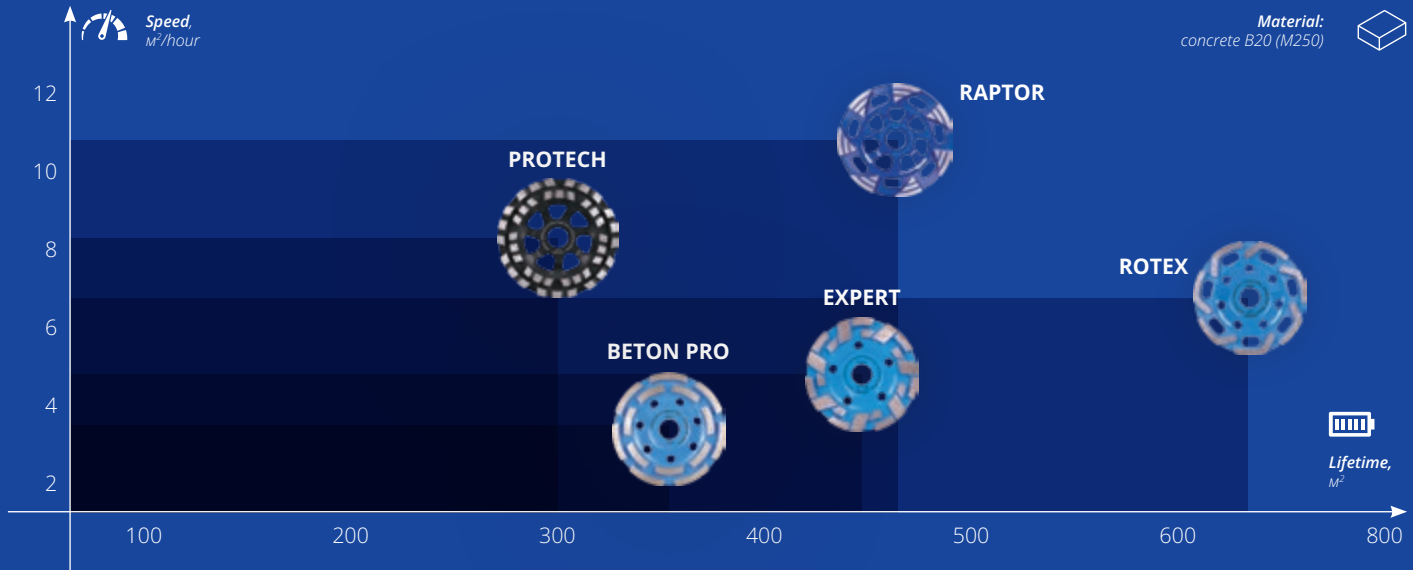 Speed,
м²/hour
Material:
concrete B20 (M250)
12
RAPTOR
10
PROTECH
8
ROTEX
EXPERT
6
BETON PRO
4
Lifetime,
м²
2
100 200 300 400 500 600 800